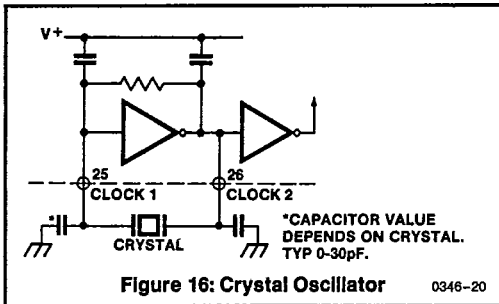 V+
25
26
CLOCK 1
CLOCK 2
*
CRYSTAL
*CAPACITOR VALUE
DEPENDS ON CRYSTAL.
TYP 0-30pF.
Figure 16: Crystal Oscillator
0346-20